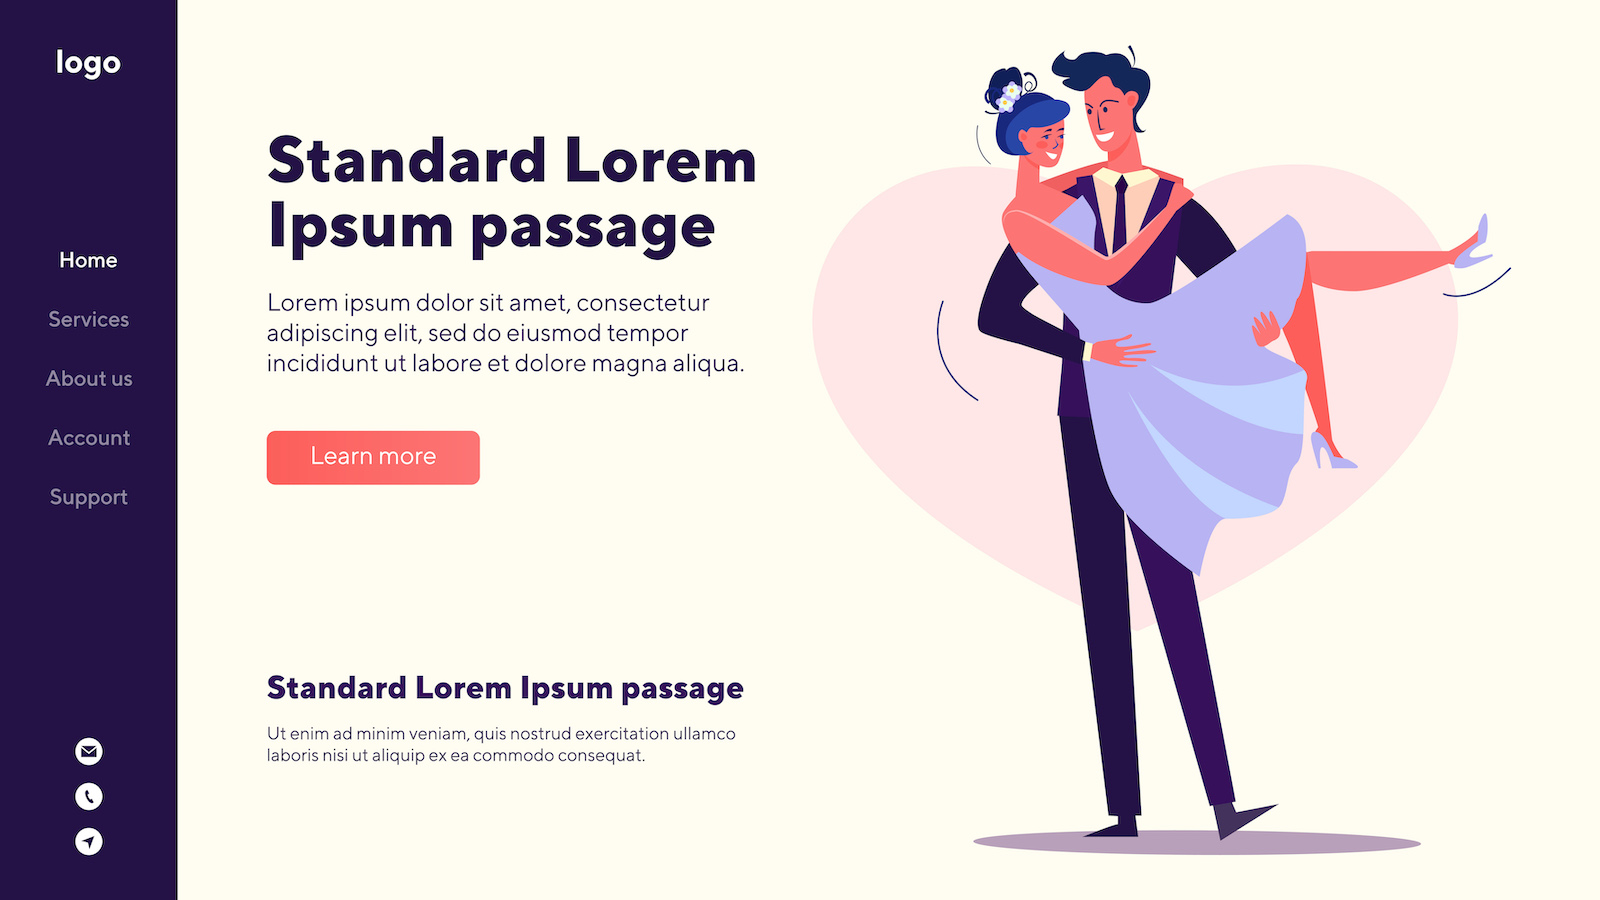 logo
Home
Services
About us
Account
Support
Standard Lorem
Ipsum passage
Lorem ipsum dolor sit amet, consectetur
adipiscing elit, sed do eiusmod tempor
incididunt ut labore et dolore magna aliqua.
Learn more
Standard Lorem Ipsum passage
Ut enim ad minim veniam, quis nostrud exercitation ullamco
laboris nisi ut aliquip ex ea commodo consequat.